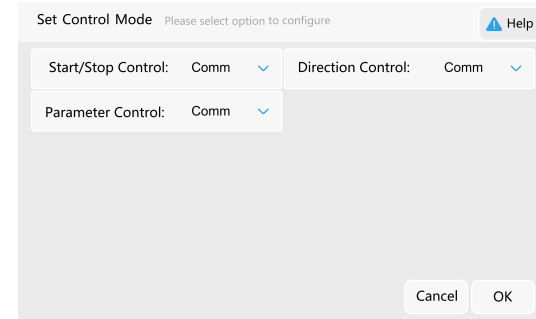 Set Control Mode Please select option to configure
Help
Start/Stop Control: Comm Direction Control: Comm
Parameter Control: Comm
Cancel OK